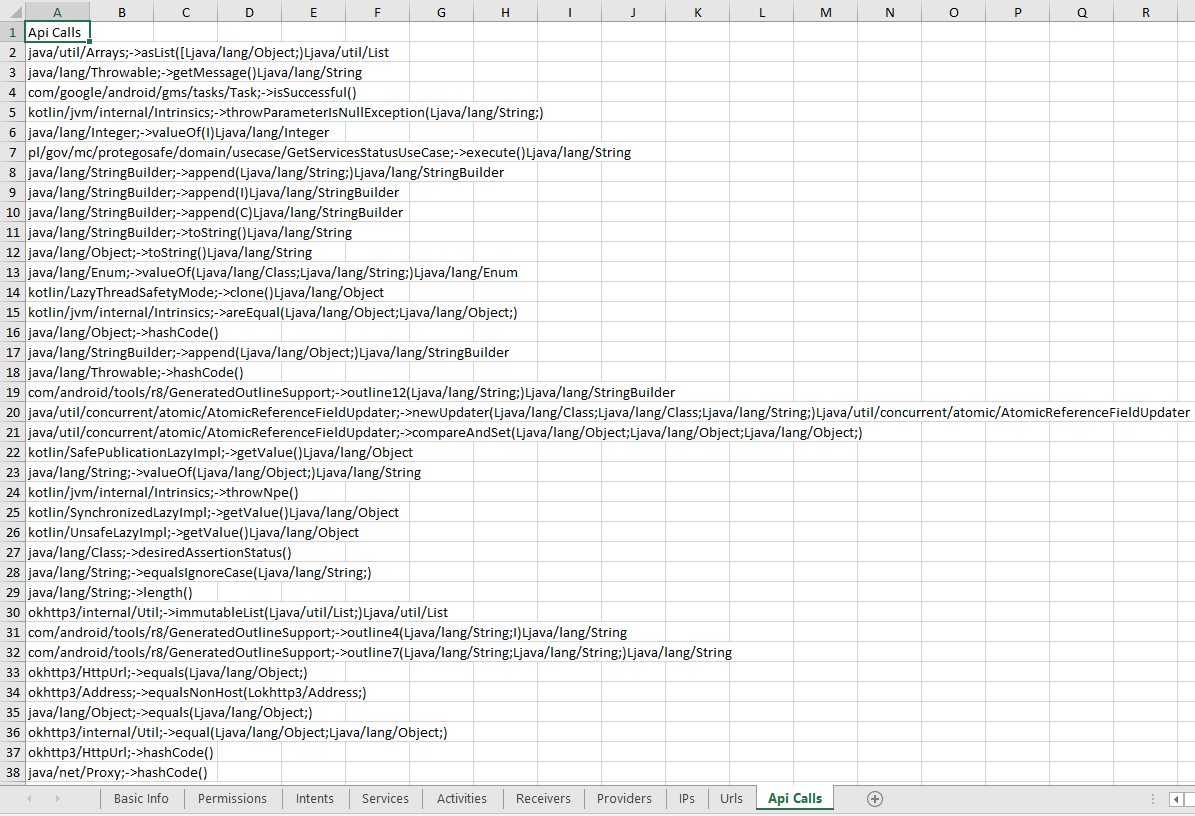 A B C D E F G H I J K L M N O P Q R
1 Api Calls
2 java/util/Arrays;->asList([Ljava/lang/Object;)Ljava/util/List
3 java/lang/Throwable;->getMessage()Ljava/lang/String
4 com/google/android/gms/tasks/Task;->isSuccessful()
5 kotlin/jvm/internal/Intrinsics;->throwParameterIsNullException(Ljava/lang/String;)
6 java/lang/Integer;->valueOf(I)Ljava/lang/Integer
7 pl/gov/mc/protegosafe/domain/usecase/GetServicesStatusUseCase;->execute()Ljava/lang/String
8 java/lang/StringBuilder;->append(Ljava/lang/String;)Ljava/lang/StringBuilder
9 java/lang/StringBuilder;->append(I)Ljava/lang/StringBuilder
10 java/lang/StringBuilder;->append(C)Ljava/lang/StringBuilder
11 java/lang/StringBuilder;->toString()Ljava/lang/String
12 java/lang/Object;->toString()Ljava/lang/String
13 java/lang/Enum;->valueOf(Ljava/lang/Class;Ljava/lang/String;)Ljava/lang/Enum
14 kotlin/LazyThreadSafetyMode;->clone()Ljava/lang/Object
15 kotlin/jvm/internal/Intrinsics;->areEqual(Ljava/lang/Object;Ljava/lang/Object;)
16 java/lang/Object;->hashCode()
17 java/lang/StringBuilder;->append(Ljava/lang/Object;)Ljava/lang/StringBuilder
18 java/lang/Throwable;->hashCode()
19 com/android/tools/r8/GeneratedOutlineSupport;->outline12(Ljava/lang/String;)Ljava/lang/StringBuilder
20 java/util/concurrent/atomic/AtomicReferenceFieldUpdater;->newUpdater(Ljava/lang/Class;Ljava/lang/Class;Ljava/lang/String;)Ljava/util/concurrent/atomic/AtomicReferenceFieldUpdater
21 java/util/concurrent/atomic/AtomicReferenceFieldUpdater;->compareAndSet(Ljava/lang/Object;Ljava/lang/Object;Ljava/lang/Object;)
22 kotlin/SafePublicationLazyImpl;->getValue()Ljava/lang/Object
23 java/lang/String;->valueOf(Ljava/lang/Object;)Ljava/lang/String
24 kotlin/jvm/internal/Intrinsics;->throwNpe()
25 kotlin/SynchronizedLazyImpl;->getValue()Ljava/lang/Object
26 kotlin/UnsafeLazyImpl;->getValue()Ljava/lang/Object
27 java/lang/Class;->desiredAssertionStatus()
28 java/lang/String;->equalsIgnoreCase(Ljava/lang/String;)
29 java/lang/String;->length()
30 okhttp3/internal/Util;->immutableList(Ljava/util/List;)Ljava/util/List
31 com/android/tools/r8/GeneratedOutlineSupport;->outline4(Ljava/lang/String;I)Ljava/lang/String
32 com/android/tools/r8/GeneratedOutlineSupport;->outline7(Ljava/lang/String;Ljava/lang/String;)Ljava/lang/String
33 okhttp3/HttpUrl;->equals(Ljava/lang/Object;)
34 okhttp3/Address;->equalsNonHost(Lokhttp3/Address;)
35 java/lang/Object;->equals(Ljava/lang/Object;)
36 okhttp3/internal/Util;->equal(Ljava/lang/Object;Ljava/lang/Object;)
37 okhttp3/HttpUrl;->hashCode()
38 java/net/Proxy;->hashCode()
Basic Info Permissions Intents Services Activities Receivers Providers IPs Urls Api Calls